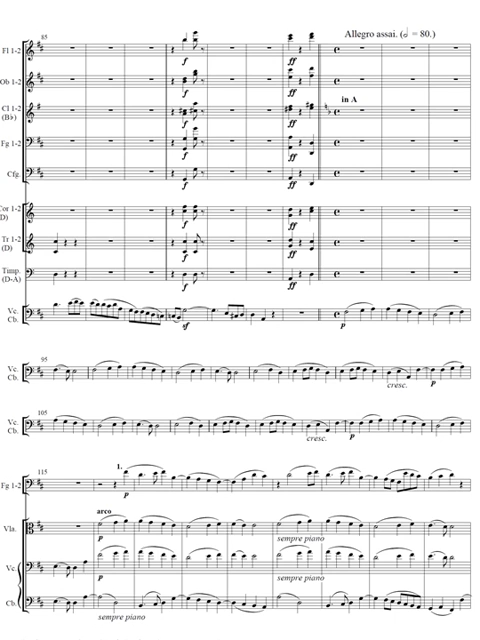 85
Allegro assai. (𝅗𝅥 = 80.)
Fl 1-2
f
ff
Ob 1-2
f
ff
in A
Cl 1-2
(B♭)
f
ff
Fg 1-2
f
ff
Cfg.
f
ff
Cor 1-2
(D)
f
ff
Tr 1-2
(D)
f
ff
Timp.
(D-A)
f
ff
Vc.
Cb.
sf
p
95
Vc.
Cb.
cresc.
p
105
Vc.
Cb.
cresc.
p
115
1.
Fg 1-2
p
arco
Vla.
p
sempre piano
Vc.
p
sempre piano
Cb.
sempre piano